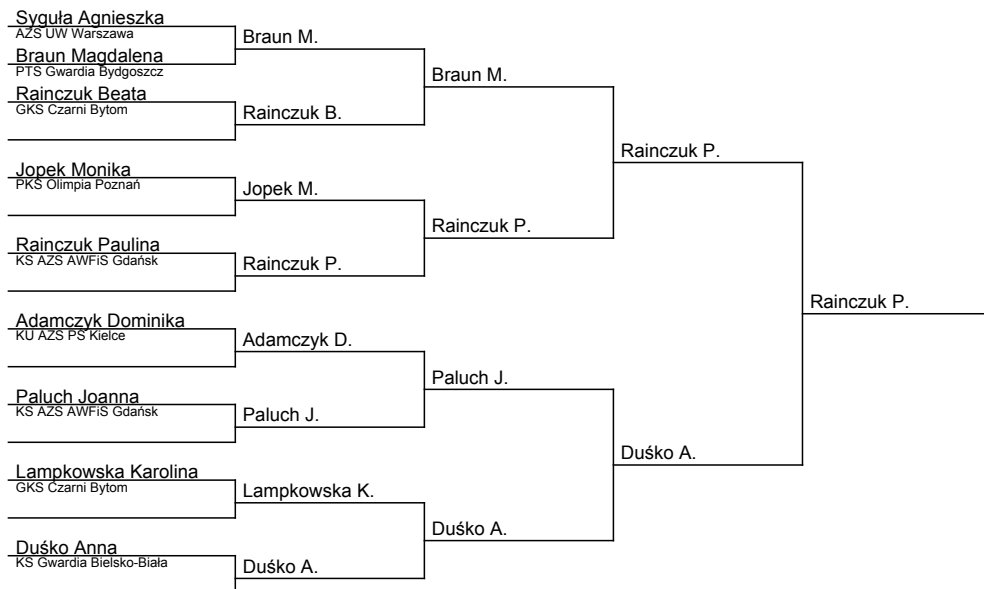 Syguła Agnieszka
AZS UW Warszawa
Braun M.
Braun Magdalena
PTS Gwardia Bydgoszcz
Braun M.
Rainczuk Beata
GKS Czarni Bytom
Rainczuk B.
Rainczuk P.
Jopek Monika
PKS Olimpia Poznań
Jopek M.
Rainczuk P.
Rainczuk Paulina
KS AZS AWFiS Gdańsk
Rainczuk P.
Rainczuk P.
Adamczyk Dominika
KU AZS PS Kielce
Adamczyk D.
Paluch J.
Paluch Joanna
KS AZS AWFiS Gdańsk
Paluch J.
Duśko A.
Lampkowska Karolina
GKS Czarni Bytom
Lampkowska K.
Duśko A.
Duśko Anna
KS Gwardia Bielsko-Biała
Duśko A.